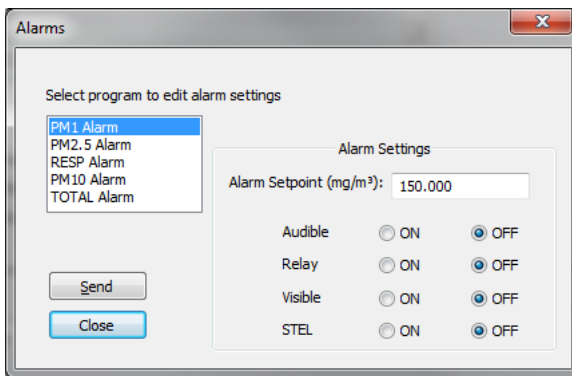 Alarms
Select program to edit alarm settings
PM1 Alarm
PM2.5 Alarm
RESP Alarm
PM10 Alarm
TOTAL Alarm
Alarm Settings
Alarm Setpoint (mg/m³): 150.000
Audible ON OFF
Relay ON OFF
Visible ON OFF
STEL ON OFF
Send
Close